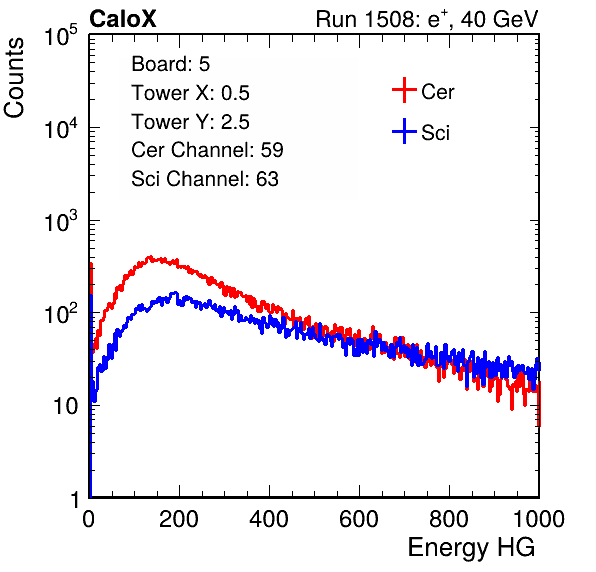 CaloX Run 1508: e⁺, 40 GeV
Board: 5
Tower X: 0.5
Tower Y: 2.5
Cer Channel: 59
Sci Channel: 63
Cer
Sci
Counts
10⁵
10⁴
10³
10²
10
1
0 200 400 600 800 1000
Energy HG